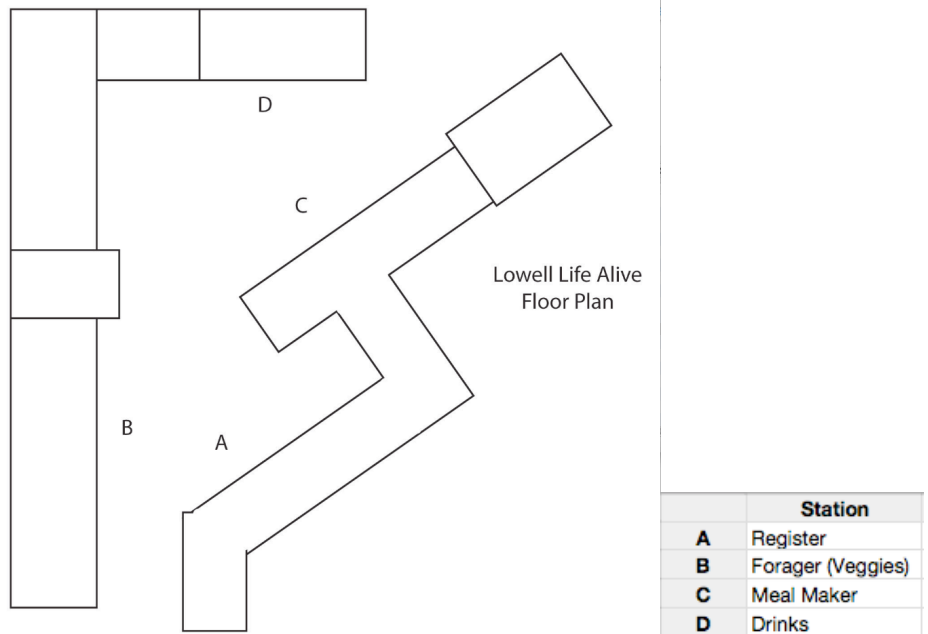 D
C
Lowell Life Alive
Floor Plan
B
A
Station
A Register
B Forager (Veggies)
C Meal Maker
D Drinks